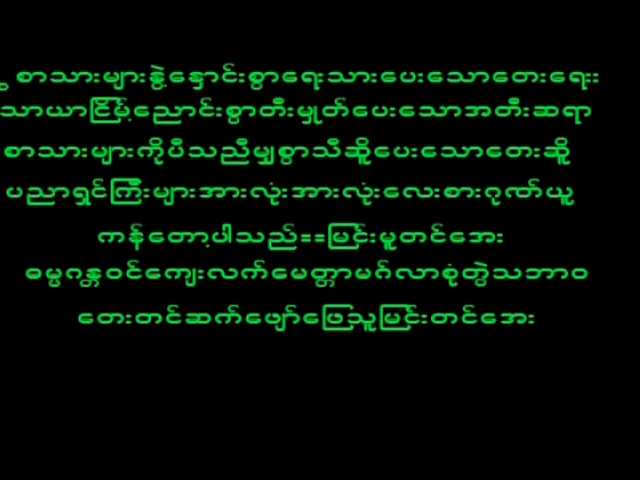 စာသားများနွဲ့နှောင်းစွာရေးသားပေးသောတေးရေး
သာယာငြိမ့်ညောင်းစွာတီးမှုတ်ပေးသောအတီးဆရာ
စာသားများကိုပီသညီမျှစွာသီဆိူပေးသောတေးဆိူ
ပညာရှင်ကြီးများအားလုံးအားလုံးလေးစားဂုဏ်ယူ
ကန်တော့ပါသည်==မြင်းမူတင်အေး
ဓမ္မဂန္တဝင်ကျေးလက်မေတ္တာမဂ်လာစုံတွဲသဘာဝ
တေးတင်ဆက်ဖျော်ဖြေသူမြင်းတင်အေး